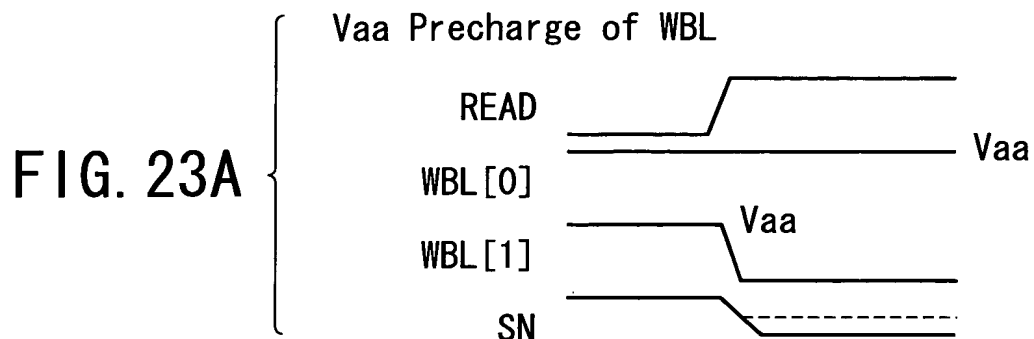 FIG. 23A
Vaa Precharge of WBL
READ
Vaa
WBL[0]
Vaa
WBL[1]
SN